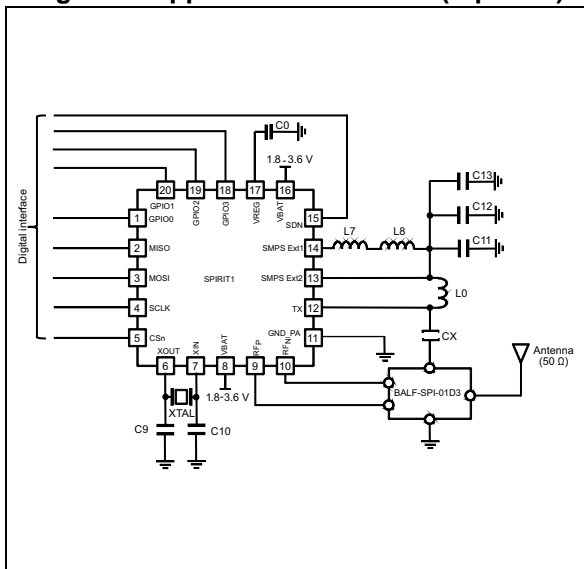 C0
1.8-3.6 V
20 19 18 17 16
GPIO1 GPIO2 GPIO3 VREG VBAT
Digital interface
1 GPIO0
2 MISO
3 MOSI
4 SCLK
5 CSn
SPIRIT1
SDN 15
SMPS Ext1 14
SMPS Ext2 13
TX 12
GND_PA 11
L7 L8
C13
C12
C11
L0
CX
XOUT XIN VBAT RFP RFN
6 7 8 9 10
1.8-3.6 V
XTAL
C9 C10
BALF-SPI-01D3
Antenna
(50 Ω)